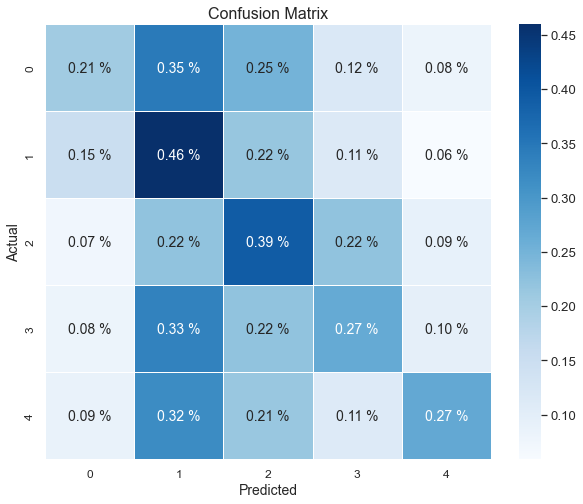 Confusion Matrix
0 0.21 % 0.35 % 0.25 % 0.12 % 0.08 %
1 0.15 % 0.46 % 0.22 % 0.11 % 0.06 %
2 0.07 % 0.22 % 0.39 % 0.22 % 0.09 %
3 0.08 % 0.33 % 0.22 % 0.27 % 0.10 %
4 0.09 % 0.32 % 0.21 % 0.11 % 0.27 %
0 1 2 3 4
Predicted
Actual
0.45
0.40
0.35
0.30
0.25
0.20
0.15
0.10